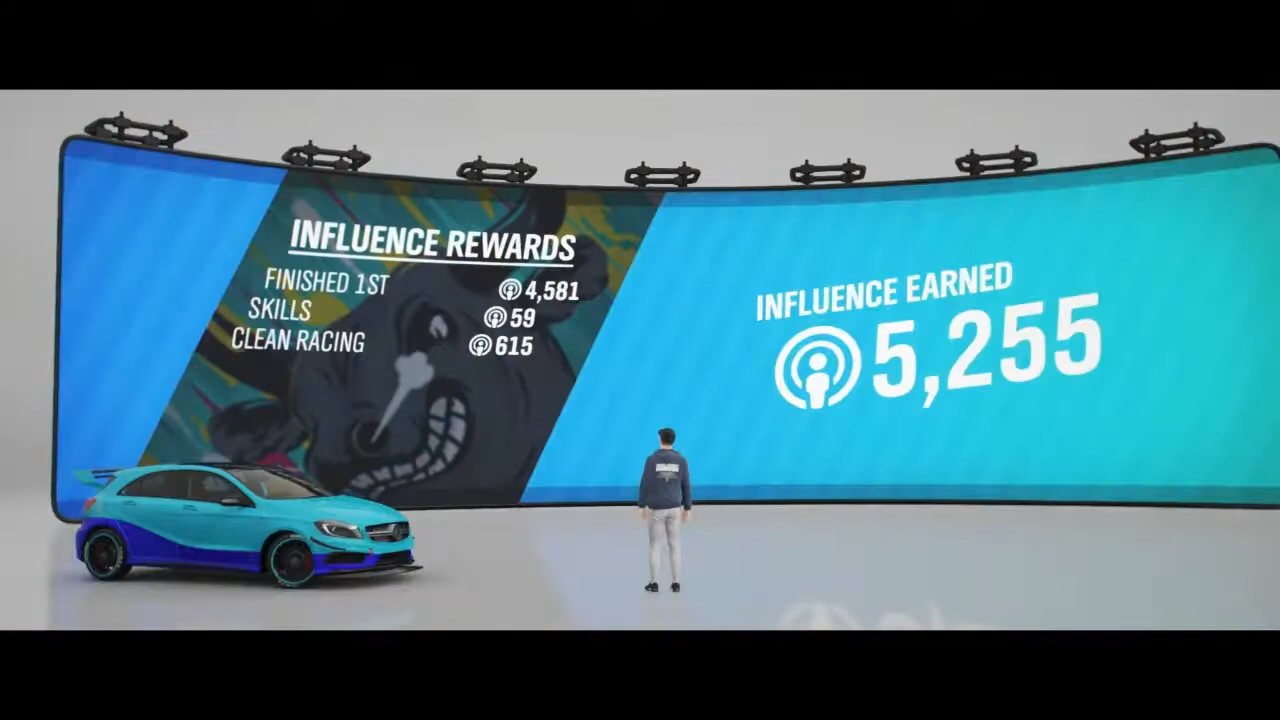 INFLUENCE REWARDS
FINISHED 1ST 4,581
SKILLS 59
CLEAN RACING 615
INFLUENCE EARNED
5,255